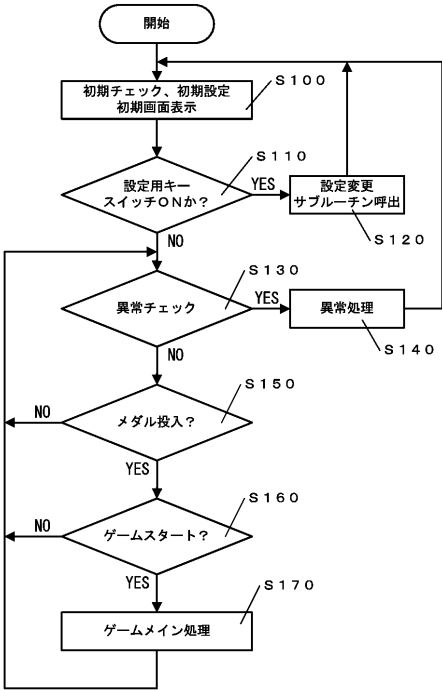 開始
初期チェック、初期設定
初期画面表示
S100
設定用キー
スイッチONか?
S110
YES
設定変更
サブルーチン呼出
S120
NO
異常チェック
S130
YES
異常処理
S140
NO
メダル投入?
S150
NO
YES
ゲームスタート?
S160
NO
YES
ゲームメイン処理
S170